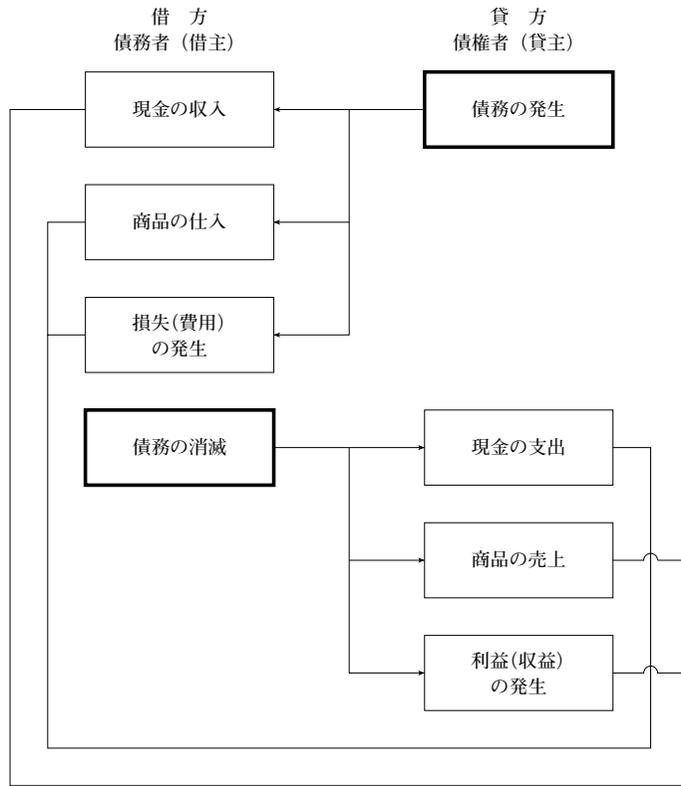 借　方
債務者（借主）
貸　方
債権者（貸主）
現金の収入
債務の発生
商品の仕入
損失(費用)
の発生
債務の消滅
現金の支出
商品の売上
利益(収益)
の発生